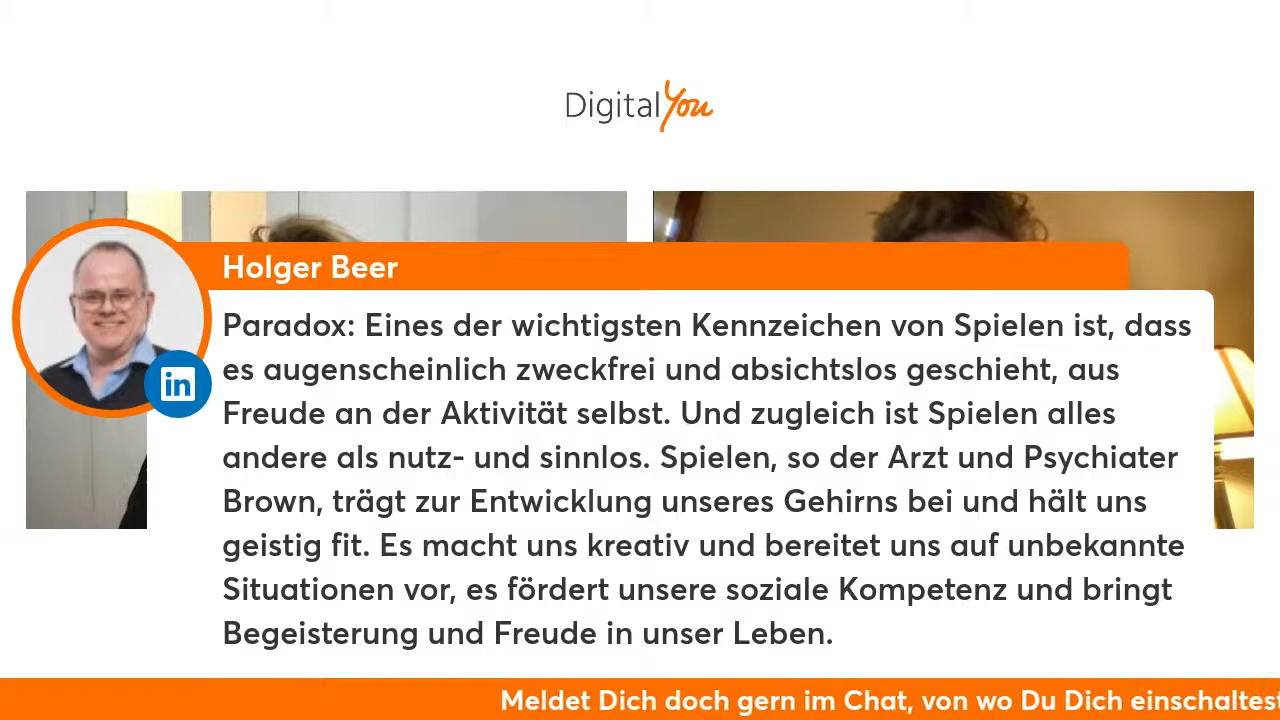 DigitalYou
Holger Beer
Paradox: Eines der wichtigsten Kennzeichen von Spielen ist, dass
es augenscheinlich zweckfrei und absichtslos geschieht, aus
Freude an der Aktivität selbst. Und zugleich ist Spielen alles
andere als nutz- und sinnlos. Spielen, so der Arzt und Psychiater
Brown, trägt zur Entwicklung unseres Gehirns bei und hält uns
geistig fit. Es macht uns kreativ und bereitet uns auf unbekannte
Situationen vor, es fördert unsere soziale Kompetenz und bringt
Begeisterung und Freude in unser Leben.
in
Meldet Dich doch gern im Chat, von wo Du Dich einschaltest